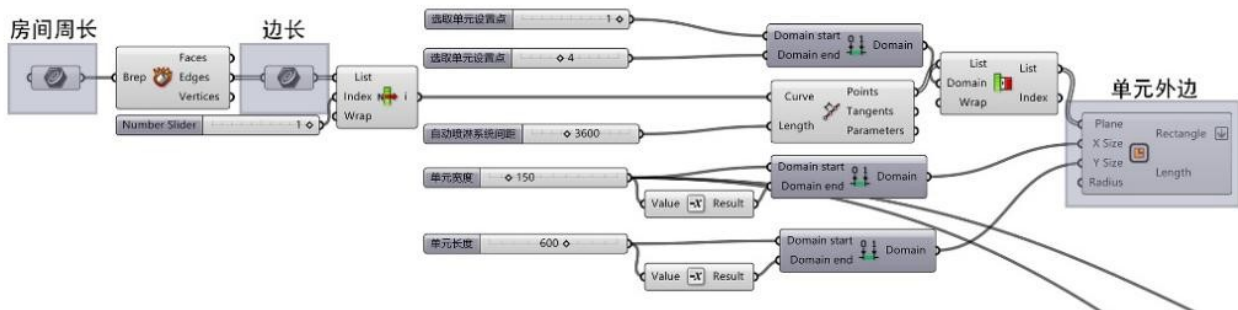 房间周长
边长
单元外边
选取单元设置点 1
选取单元设置点 4
Domain start
Domain end
Domain
Brep
Faces
Edges
Vertices
List
Index
Wrap
i
Number Slider 1
自动喷淋系统间距 3600
Curve
Length
Points
Tangents
Parameters
List
Domain
Wrap
List
Index
Plane
X Size
Y Size
Radius
Rectangle
Length
单元宽度 150
Value -x Result
Domain start
Domain end
Domain
单元长度 600
Value -x Result
Domain start
Domain end
Domain